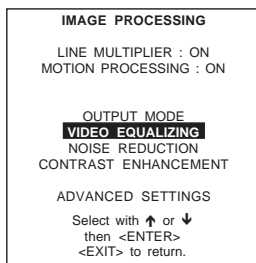 IMAGE PROCESSING
LINE MULTIPLIER : ON
MOTION PROCESSING : ON
OUTPUT MODE
VIDEO EQUALIZING
NOISE REDUCTION
CONTRAST ENHANCEMENT
ADVANCED SETTINGS
Select with ↑ or ↓
then <ENTER>
<EXIT> to return.